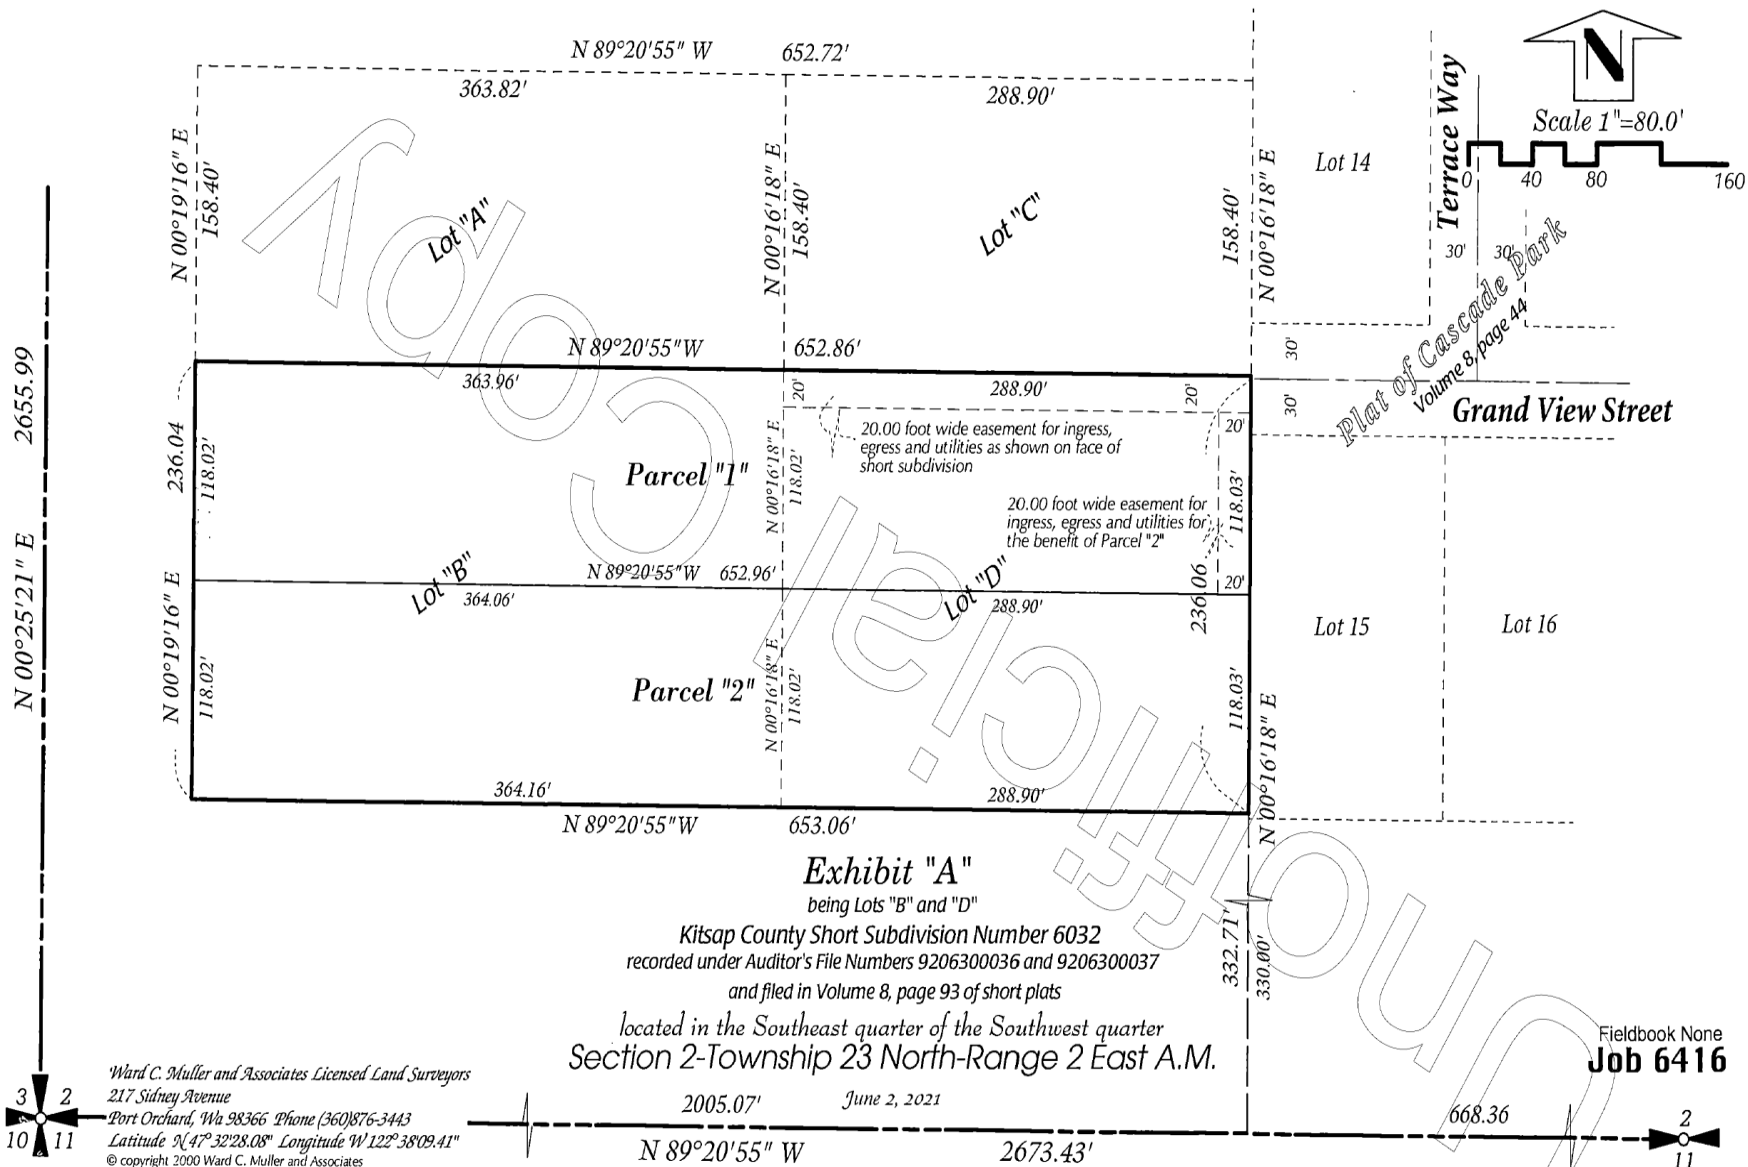 N 89°20'55" W 652.72'
363.82' 288.90'
N 00°19'16" E
158.40'
N 00°16'18" E
158.40'
158.40'
N 00°16'18" E
Lot "A"
Lot "C"
Lot 14
Terrace Way
30' 30'
N
Scale 1"=80.0'
0 40 80 160
Plat of Cascade Park
Volume 8, page 44
30'
30'
Grand View Street
N 00°25'21" E 2655.99
N 89°20'55"W 652.86'
363.96' 288.90'
20' 20'
20'
236.04
118.02'
N 00°16'18" E
118.02'
118.03'
Parcel "1"
20.00 foot wide easement for ingress,
egress and utilities as shown on face of
short subdivision
20.00 foot wide easement for
ingress, egress and utilities for
the benefit of Parcel "2"
20'
236.06
Lot "B"
Lot "D"
N 89°20'55"W 652.96'
364.06' 288.90'
N 00°19'16" E
118.02'
Parcel "2"
N 00°16'18" E
118.02'
118.03'
N 00°16'18" E
Lot 15
Lot 16
364.16' 288.90'
N 89°20'55"W 653.06'
Exhibit "A"
being Lots "B" and "D"
Kitsap County Short Subdivision Number 6032
recorded under Auditor's File Numbers 9206300036 and 9206300037
and filed in Volume 8, page 93 of short plats
located in the Southeast quarter of the Southwest quarter
Section 2-Township 23 North-Range 2 East A.M.
332.71'
330.00'
Fieldbook None
Job 6416
Ward C. Muller and Associates Licensed Land Surveyors
217 Sidney Avenue
Port Orchard, Wa 98366 Phone (360)876-3443
Latitude N 47°32'28.08" Longitude W 122°38'09.41"
© copyright 2000 Ward C. Muller and Associates
3 2
10 11
2005.07' June 2, 2021
668.36
N 89°20'55" W 2673.43'
2
11
Unofficial Copy